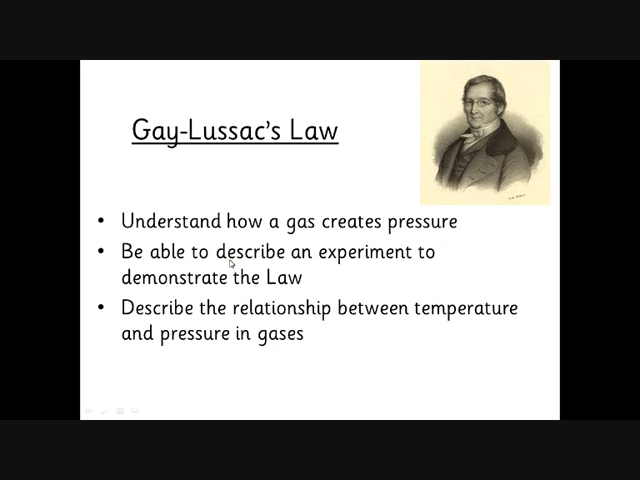 Gay-Lussac's Law
• Understand how a gas creates pressure
• Be able to describe an experiment to
demonstrate the Law
• Describe the relationship between temperature
and pressure in gases